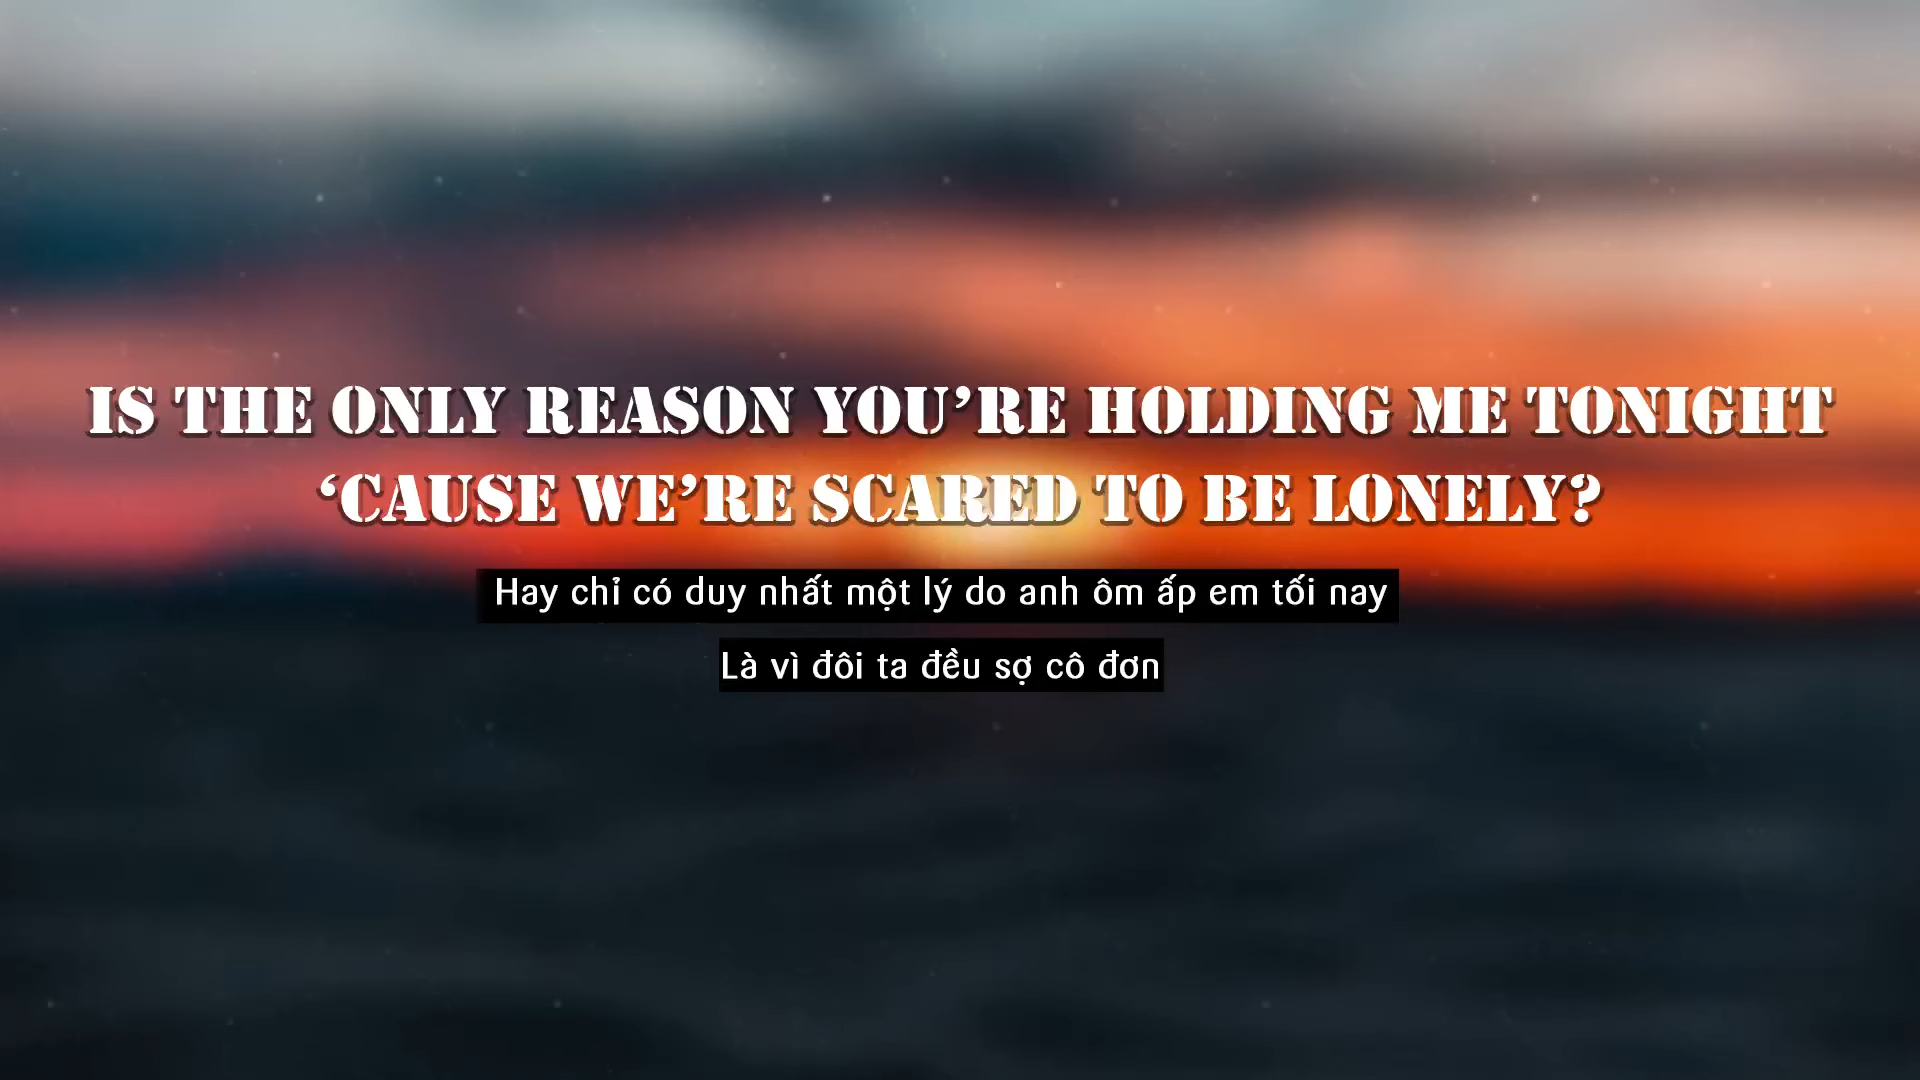 IS THE ONLY REASON YOU’RE HOLDING ME TONIGHT
‘CAUSE WE’RE SCARED TO BE LONELY?
Hay chỉ có duy nhất một lý do anh ôm ấp em tối nay
Là vì đôi ta đều sợ cô đơn